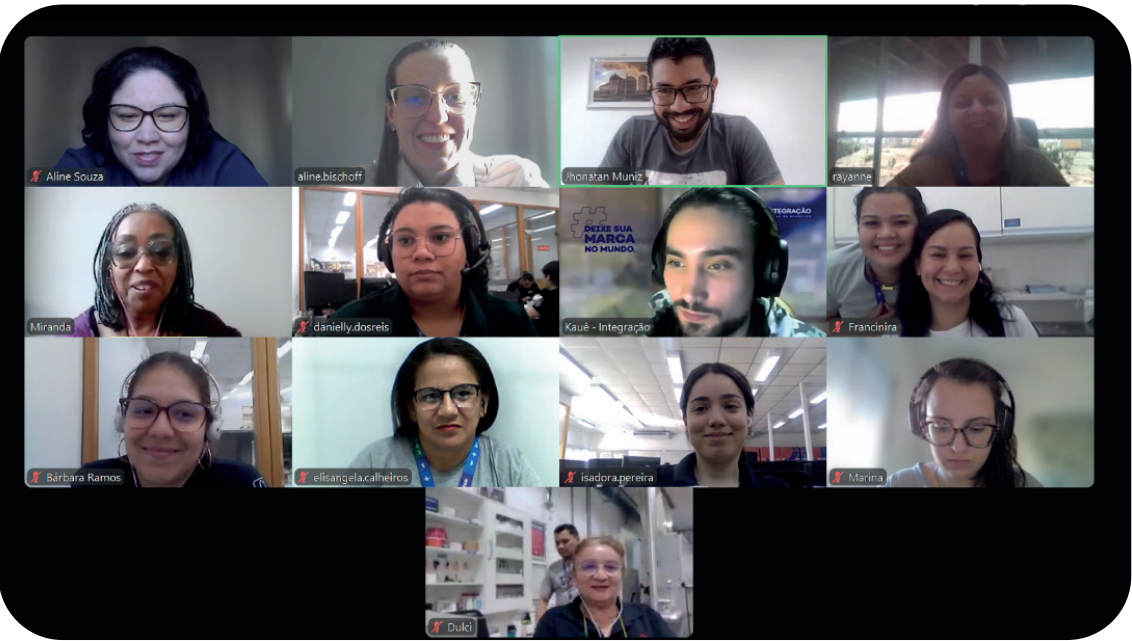 Aline Souza
aline.bischoff
Jhonatan Muniz
rayanne
Miranda
danielly.dosreis
#
DEIXE SUA
MARCA
NO MUNDO.
NTEGRAÇÃO
Kauê - Integração
Francinira
Bárbara Ramos
elisangela.calheiros
isadora.pereira
Marina
Dulci